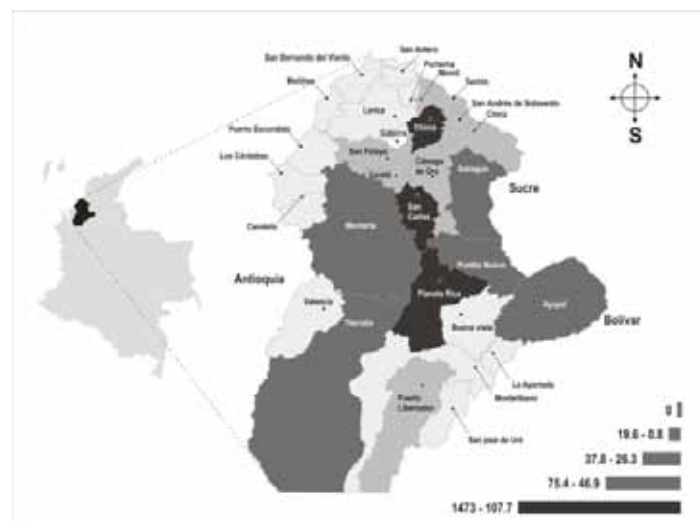 San Antero
San Bernardo del Viento
Purísima
Momil
Moñitos
Tuchín
San Andrés de Sotavento
Lorica
Chinú
N
S
Puerto Escondido
San Pelayo
Ciénaga
de Oro
Los Córdobas
Cereté
Sahagún
Sucre
San
Carlos
Canalete
Montería
Pueblo Nuevo
Antioquia
Planeta Rica
Valencia
Ayapel
Tierralta
Buena vista
Bolívar
La Apartada
Puerto
Libertador
Montelíbano
San José de Uré
0
19.6 - 0.8
37.8 - 26.3
75.4 - 46.9
1473 - 107.7